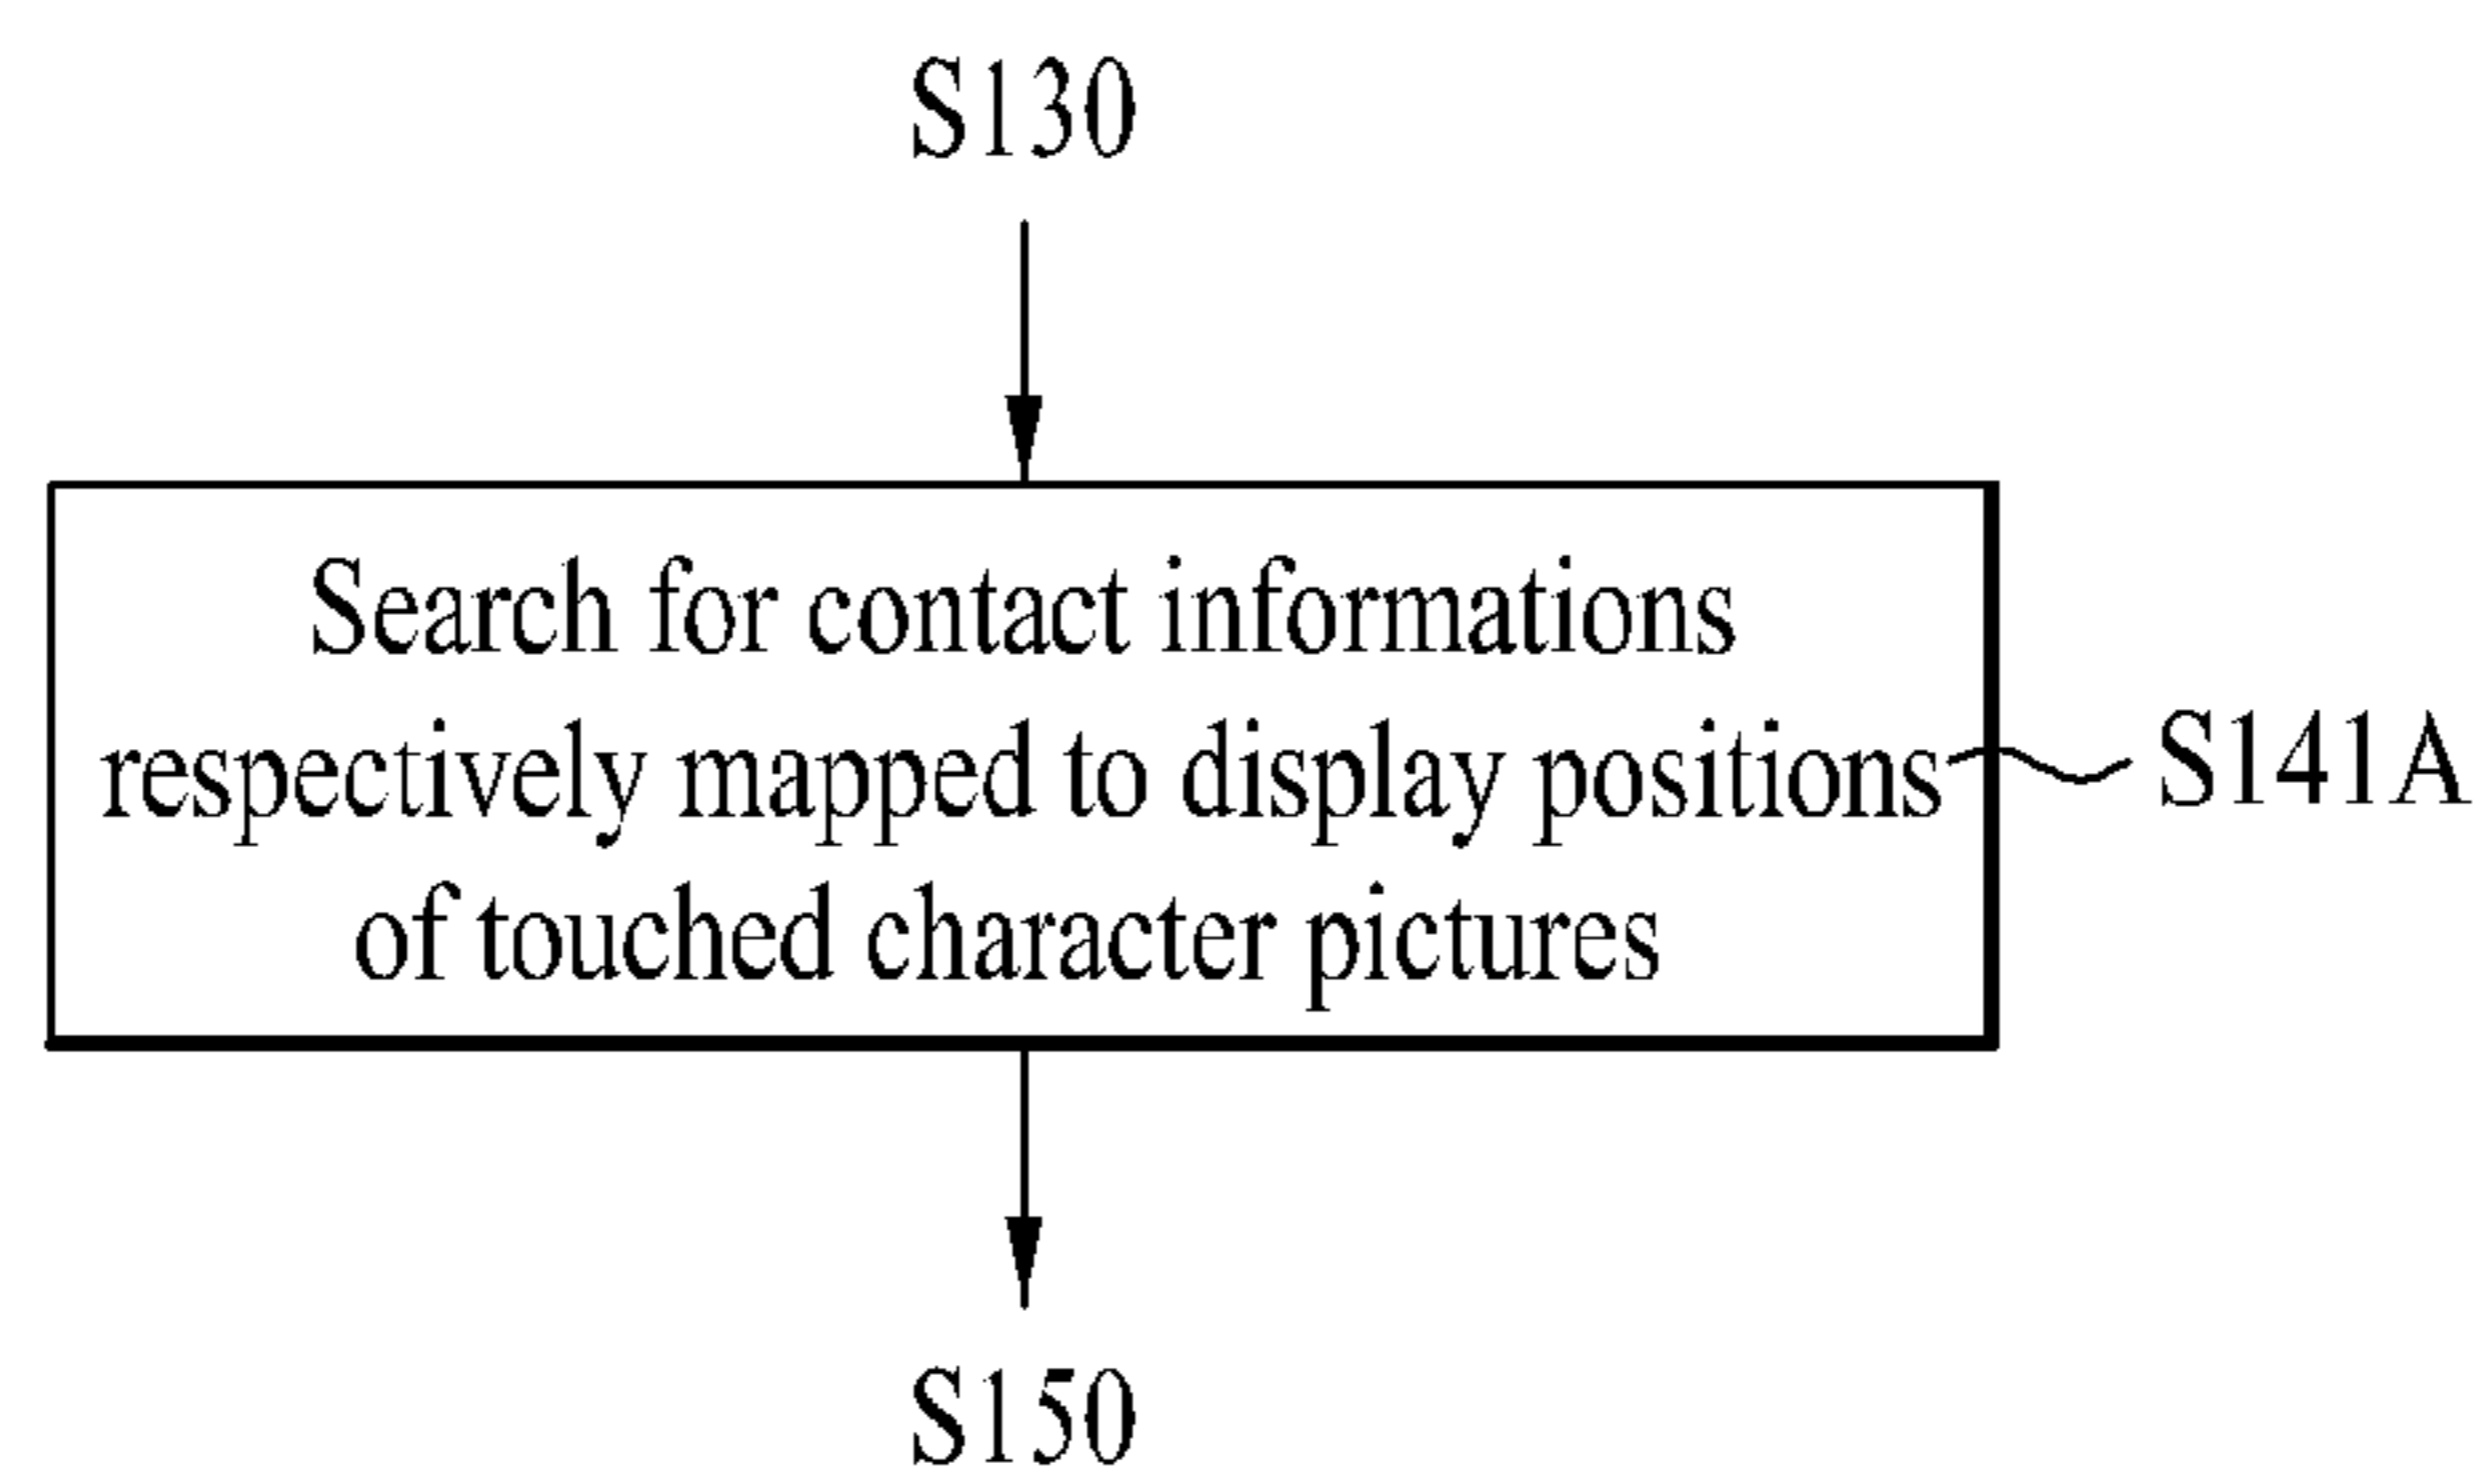 S130
Search for contact informations
respectively mapped to display positions
S141A
of touched character pictures
S150